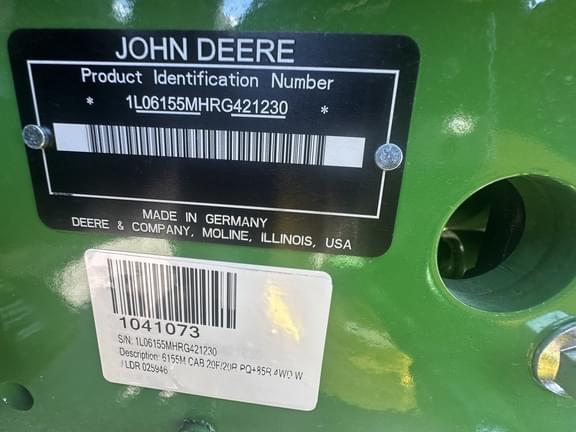 JOHN DEERE
Product Identification Number
* 1L06155MHRG421230 *
MADE IN GERMANY
DEERE & COMPANY, MOLINE, ILLINOIS, USA
1041073
S/N: 1L06155MHRG421230
Description: 6155M CAB 20F/20R PQ+85R 4WD W
/ LDR 025946